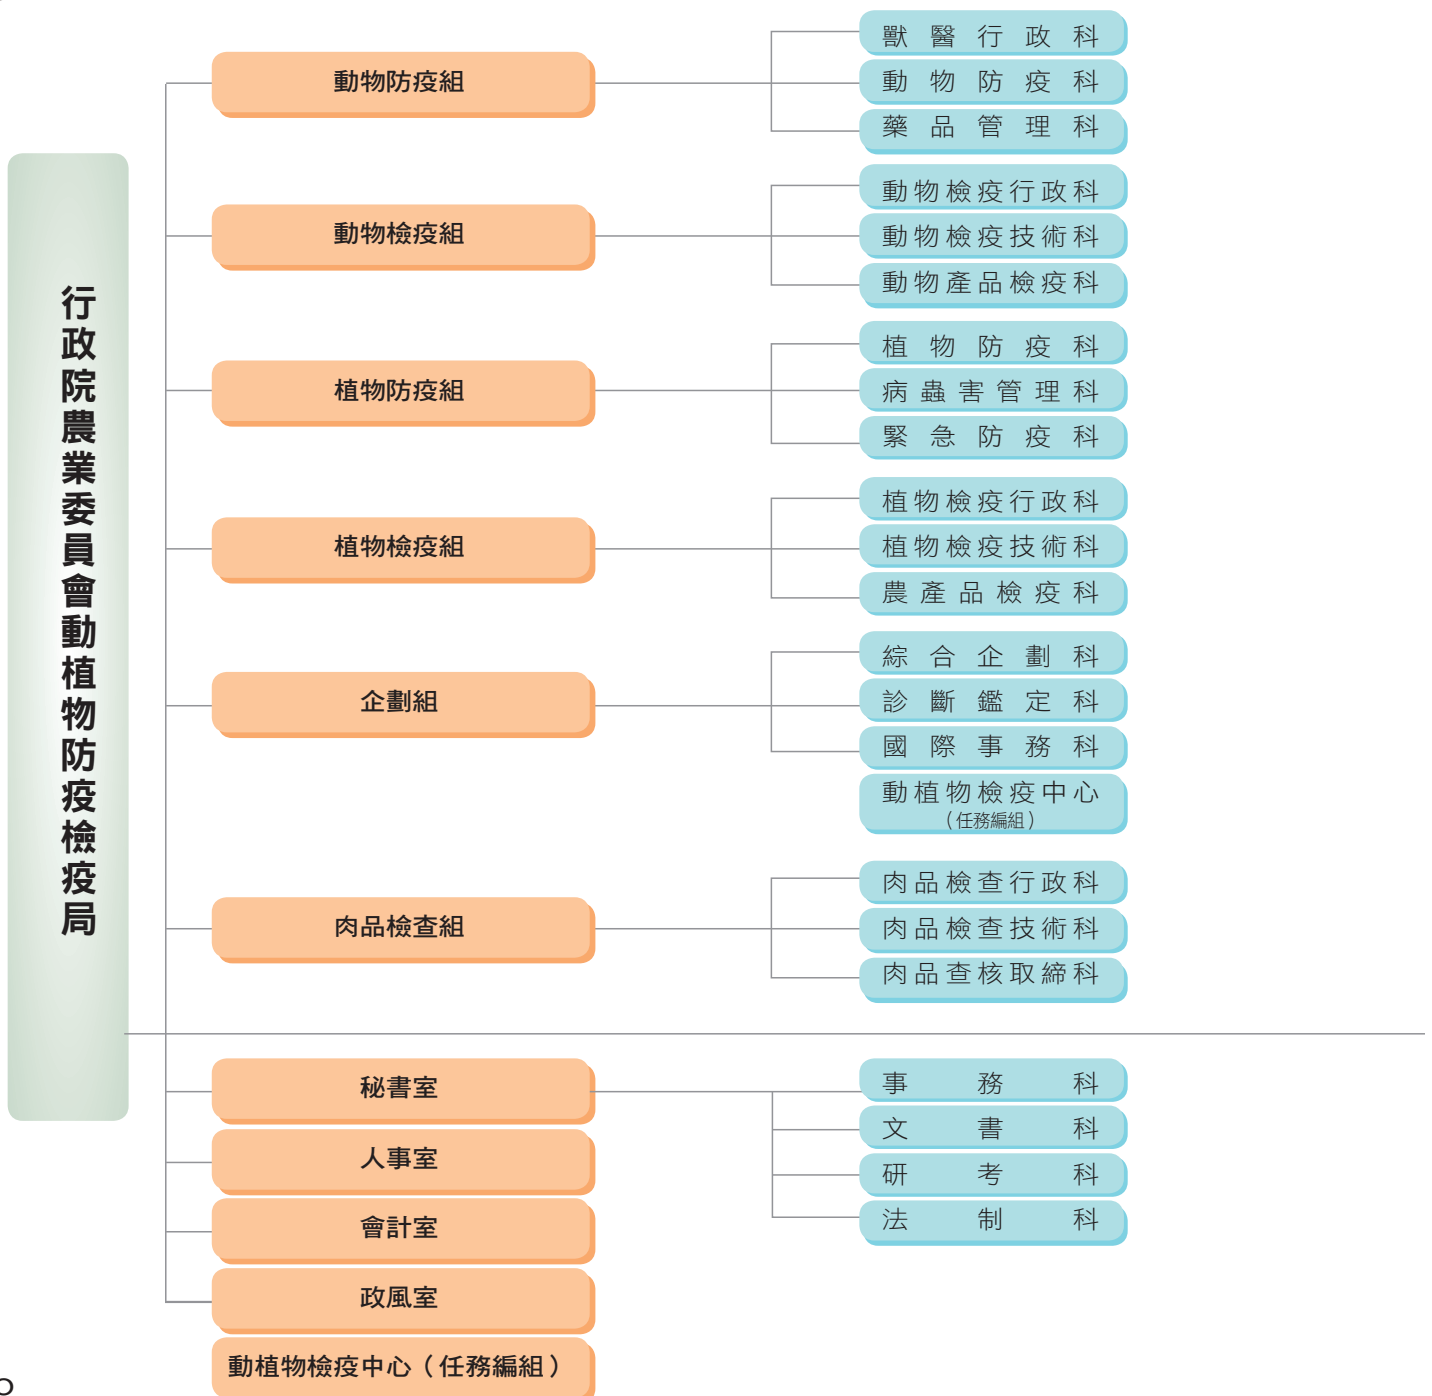 行政院農業委員會動植物防疫檢疫局
動物防疫組
獸醫行政科
動物防疫科
藥品管理科
動物檢疫組
動物檢疫行政科
動物檢疫技術科
動物產品檢疫科
植物防疫組
植物防疫科
病蟲害管理科
緊急防疫科
植物檢疫組
植物檢疫行政科
植物檢疫技術科
農產品檢疫科
企劃組
綜合企劃科
診斷鑑定科
國際事務科
動植物檢疫中心
（任務編組）
肉品檢查組
肉品檢查行政科
肉品檢查技術科
肉品查核取締科
秘書室
事務科
文書科
研考科
法制科
人事室
會計室
政風室
動植物檢疫中心（任務編組）